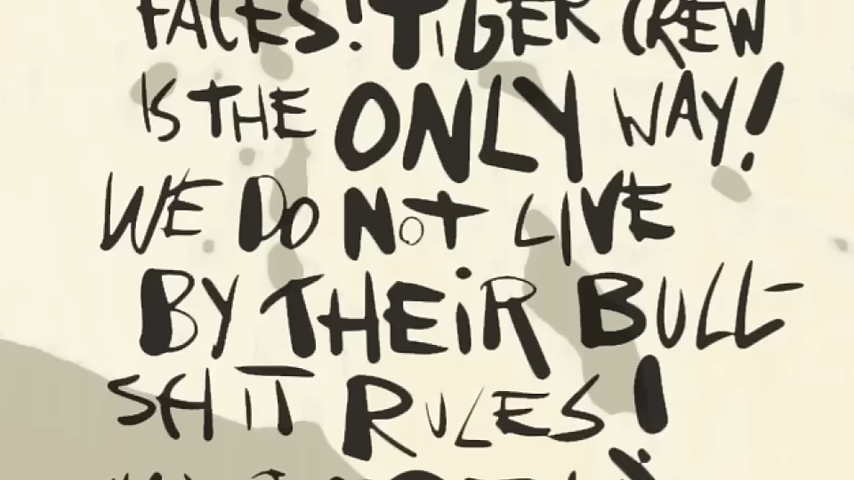 FACES! TiGER CREW
IS THE ONLY WAY!
WE DO NOT LIVE
BY THEiR BULL-
SHIT RULES!